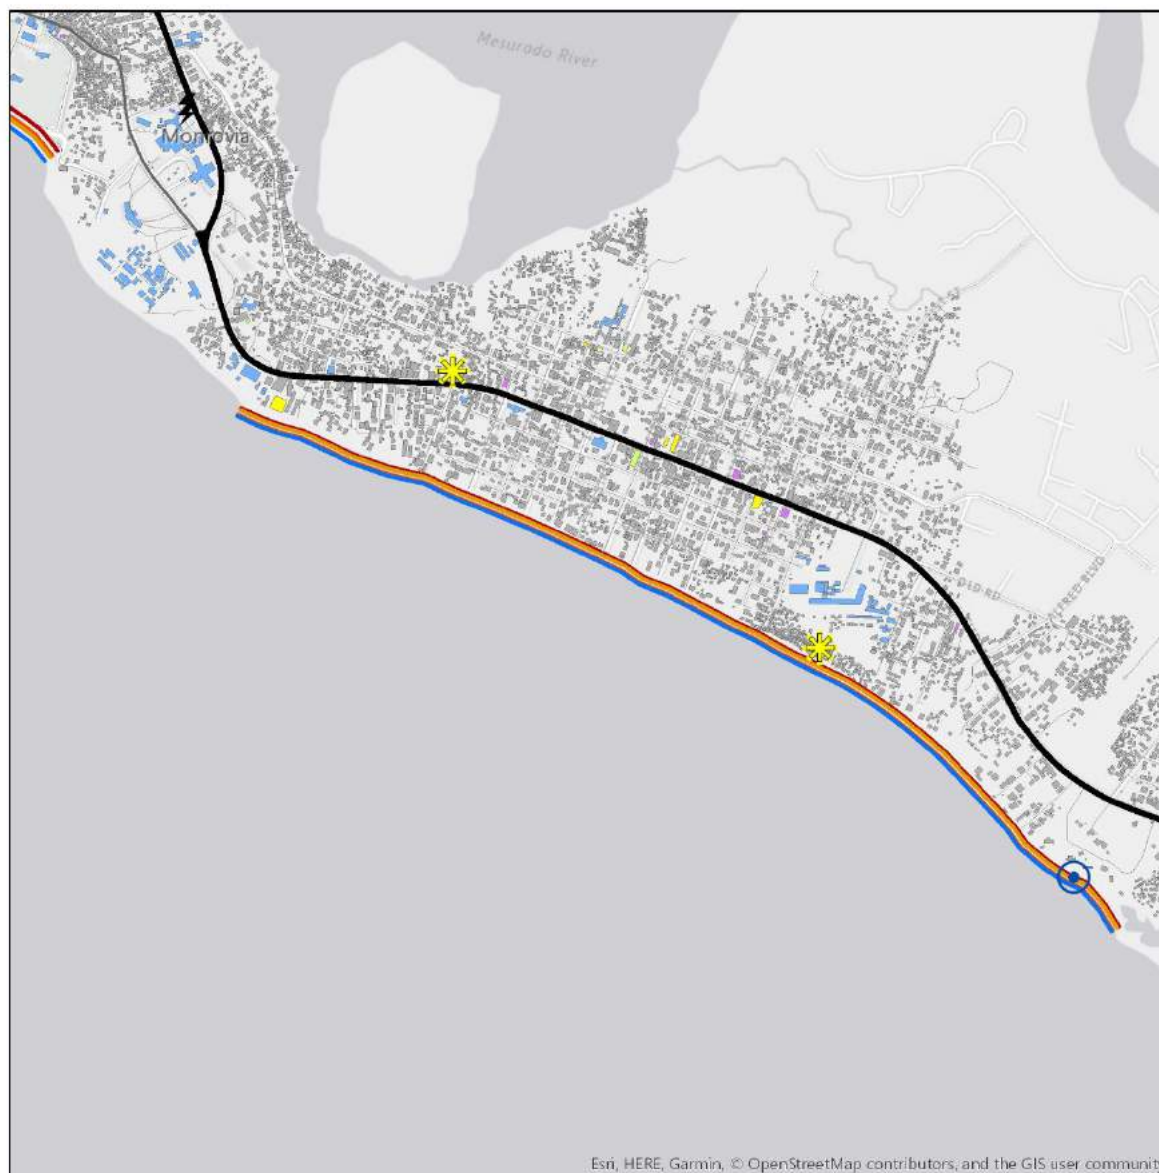 Mesurado River
Monrovia
OLD RD
Esri, HERE, Garmin, © OpenStreetMap contributors, and the GIS user community